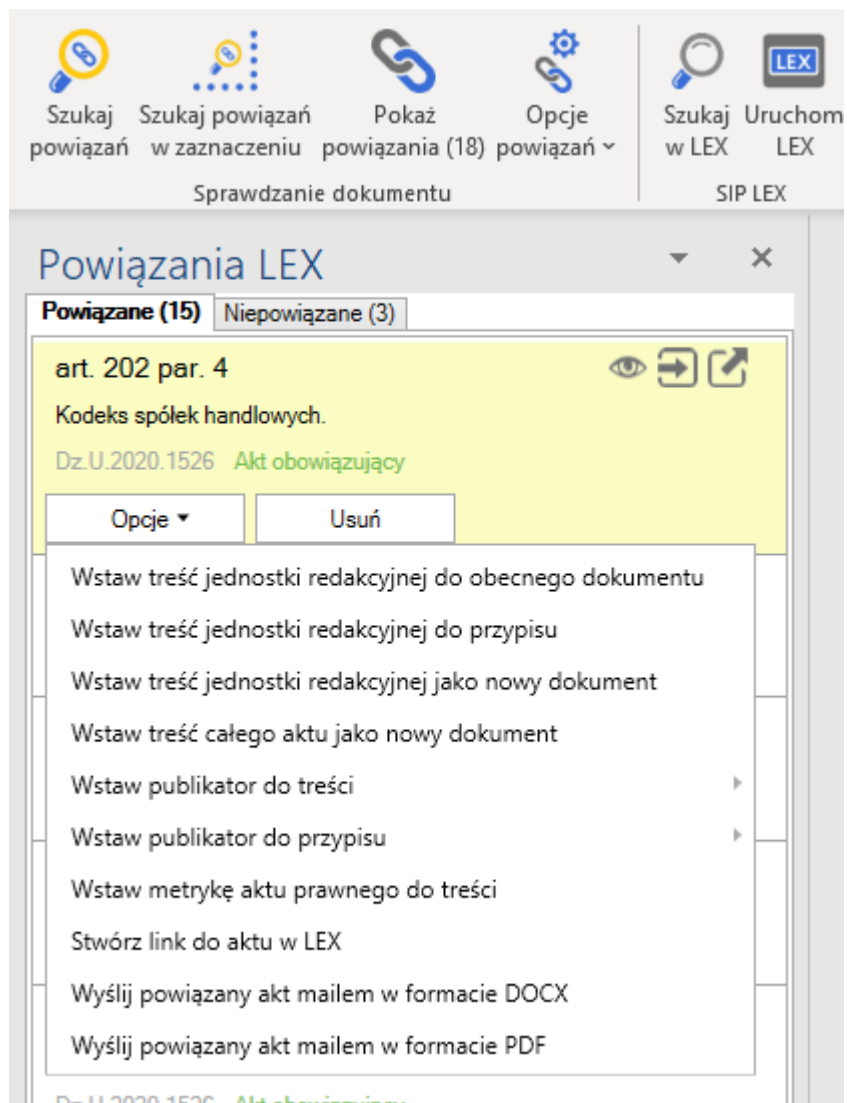 Szukaj powiązań
Szukaj powiązań w zaznaczeniu
Pokaż powiązania (18)
Opcje powiązań
Szukaj w LEX
LEX
Uruchom LEX
Sprawdzanie dokumentu
SIP LEX
Powiązania LEX
Powiązane (15) Niepowiązane (3)
art. 202 par. 4
Kodeks spółek handlowych.
Dz.U.2020.1526 Akt obowiązujący
Opcje Usuń
Wstaw treść jednostki redakcyjnej do obecnego dokumentu
Wstaw treść jednostki redakcyjnej do przypisu
Wstaw treść jednostki redakcyjnej jako nowy dokument
Wstaw treść całego aktu jako nowy dokument
Wstaw publikator do treści
Wstaw publikator do przypisu
Wstaw metrykę aktu prawnego do treści
Stwórz link do aktu w LEX
Wyślij powiązany akt mailem w formacie DOCX
Wyślij powiązany akt mailem w formacie PDF
Dz.U.2020.1526 Akt obowiązujący